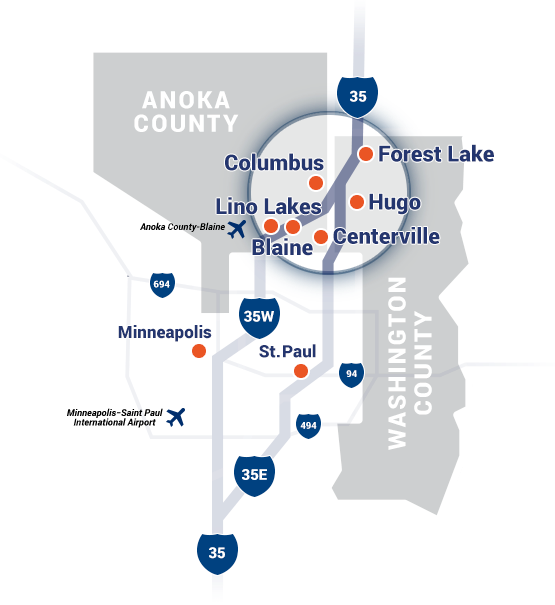 35
ANOKA
COUNTY
Columbus
Forest Lake
Lino Lakes
Hugo
Anoka County-Blaine
Blaine
Centerville
694
35W
WASHINGTON
COUNTY
Minneapolis
St. Paul
94
Minneapolis–Saint Paul
International Airport
494
35E
35